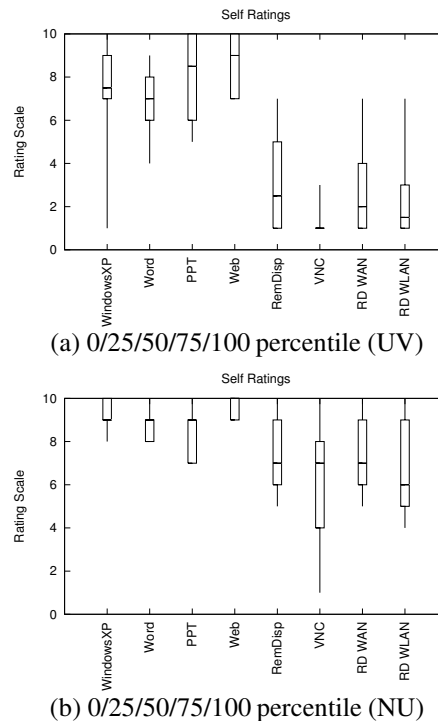 Self Ratings
10
8
6
4
2
0
Rating Scale
WindowsXP
Word
PPT
Web
RemDisp
VNC
RD WAN
RD WLAN
(a) 0/25/50/75/100 percentile (UV)
Self Ratings
10
8
6
4
2
0
Rating Scale
WindowsXP
Word
PPT
Web
RemDisp
VNC
RD WAN
RD WLAN
(b) 0/25/50/75/100 percentile (NU)